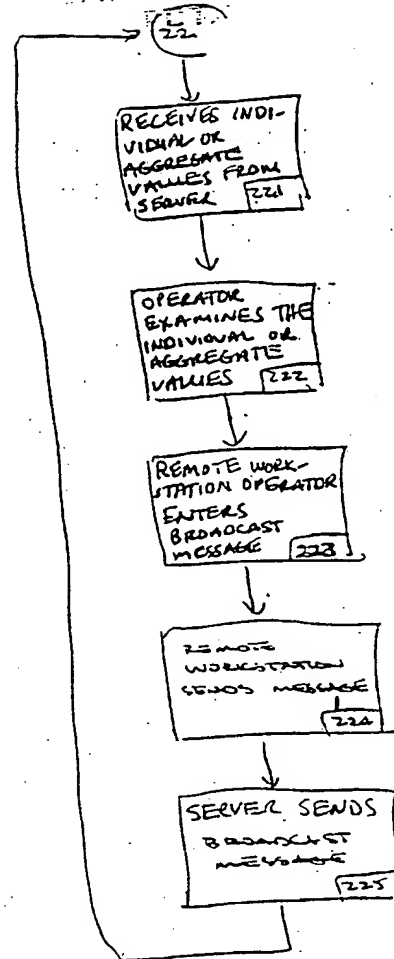 22
RECEIVES INDI-
VIDUAL OR
AGGREGATE
VALUES FROM
SERVER 221
OPERATOR
EXAMINES THE
INDIVIDUAL OR
AGGREGATE
VALUES 222
REMOTE WORK-
STATION OPERATOR
ENTERS
BROADCAST
MESSAGE 223
REMOTE
WORKSTATION
SENDS MESSAGE
224
SERVER SENDS
BROADCAST
MESSAGE
225